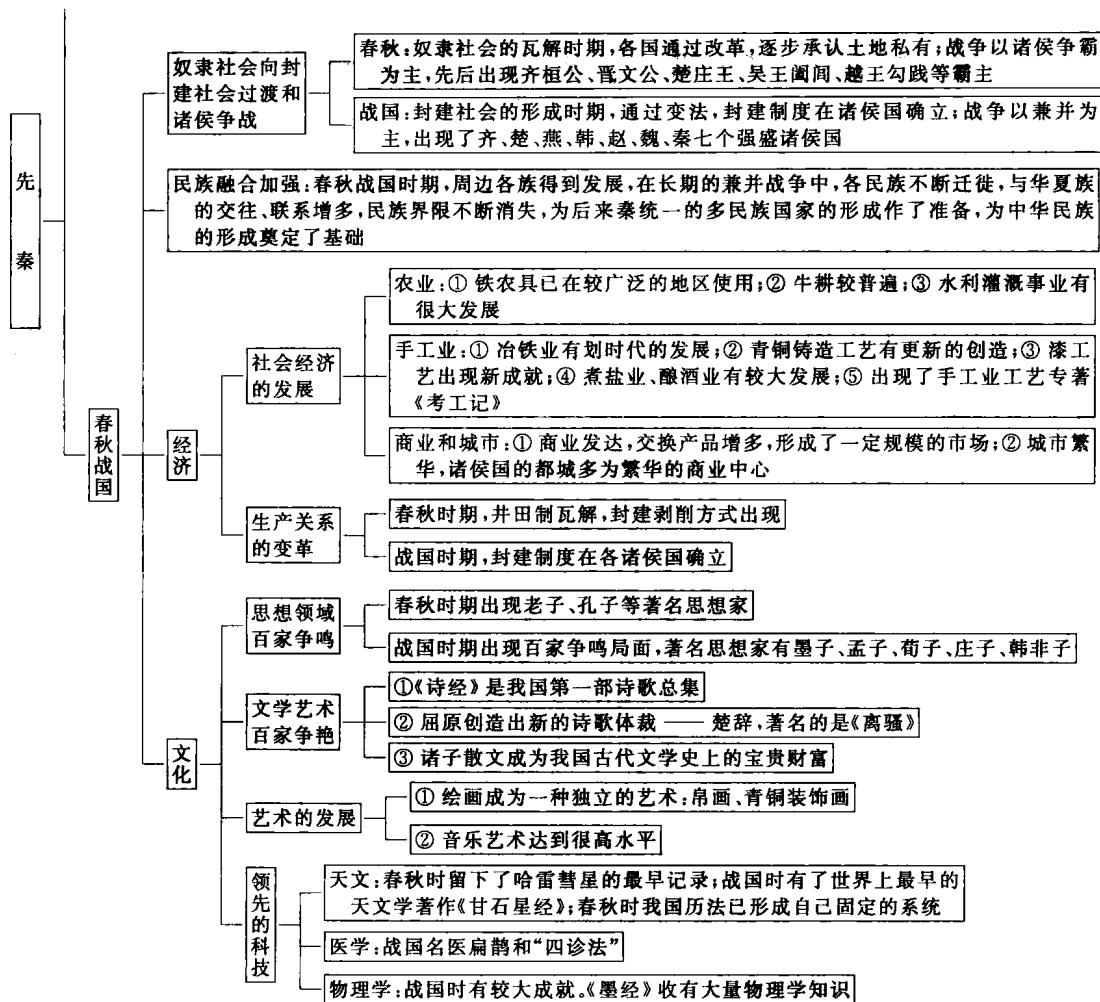 先秦
春秋战国
奴隶社会向封
建社会过渡和
诸侯争战
春秋:奴隶社会的瓦解时期,各国通过改革,逐步承认土地私有;战争以诸侯争霸
为主,先后出现齐桓公、晋文公、楚庄王、吴王阖闾、越王勾践等霸主
战国:封建社会的形成时期,通过变法,封建制度在诸侯国确立;战争以兼并为
主,出现了齐、楚、燕、韩、赵、魏、秦七个强盛诸侯国
民族融合加强:春秋战国时期,周边各族得到发展,在长期的兼并战争中,各民族不断迁徙,与华夏族
的交往、联系增多,民族界限不断消失,为后来秦统一的多民族国家的形成作了准备,为中华民族
的形成奠定了基础
经济
社会经济
的发展
农业:① 铁农具已在较广泛的地区使用;② 牛耕较普遍;③ 水利灌溉事业有
很大发展
手工业:① 冶铁业有划时代的发展;② 青铜铸造工艺有更新的创造;③ 漆工
艺出现新成就;④ 煮盐业、酿酒业有较大发展;⑤ 出现了手工业工艺专著
《考工记》
商业和城市:① 商业发达,交换产品增多,形成了一定规模的市场;② 城市繁
华,诸侯国的都城多为繁华的商业中心
生产关系
的变革
春秋时期,井田制瓦解,封建剥削方式出现
战国时期,封建制度在各诸侯国确立
文化
思想领域
百家争鸣
春秋时期出现老子、孔子等著名思想家
战国时期出现百家争鸣局面,著名思想家有墨子、孟子、荀子、庄子、韩非子
文学艺术
百家争艳
①《诗经》是我国第一部诗歌总集
② 屈原创造出新的诗歌体裁 —— 楚辞,著名的是《离骚》
③ 诸子散文成为我国古代文学史上的宝贵财富
艺术的发展
① 绘画成为一种独立的艺术:帛画、青铜装饰画
② 音乐艺术达到很高水平
领先的科技
天文:春秋时留下了哈雷彗星的最早记录;战国时有了世界上最早的
天文学著作《甘石星经》;春秋时我国历法已形成自己固定的系统
医学:战国名医扁鹊和“四诊法”
物理学:战国时有较大成就。《墨经》收有大量物理学知识